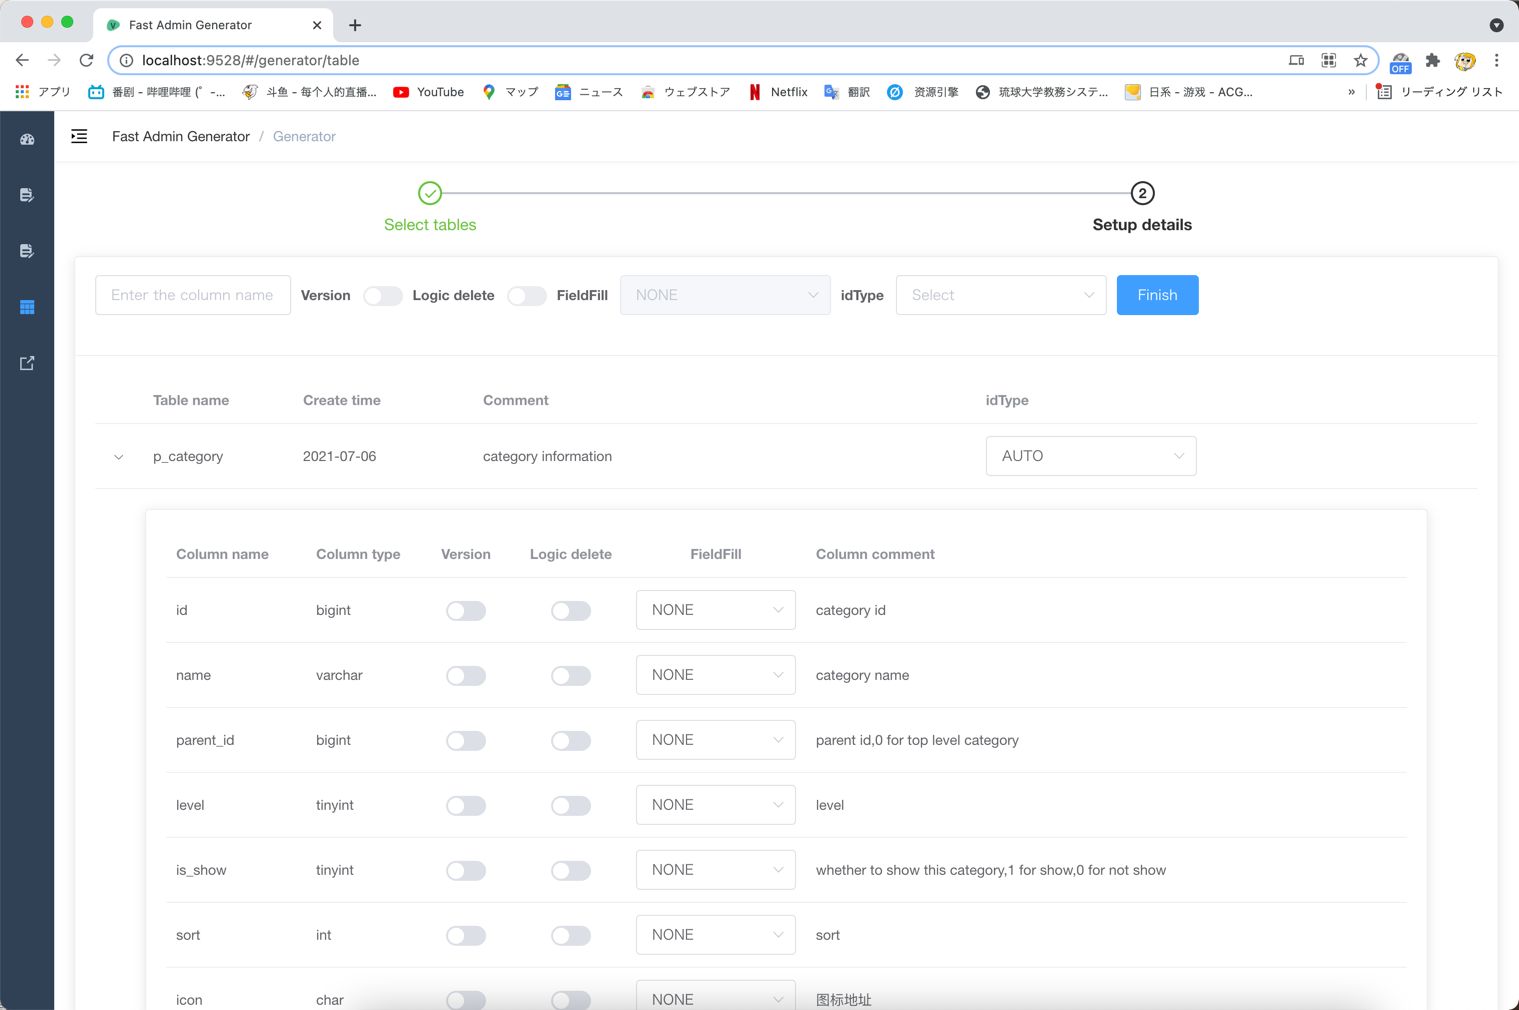 Fast Admin Generator
localhost:9528/#/generator/table
OFF
アプリ 番剧 - 哔哩哔哩 (゜-... 斗鱼 - 每个人的直播... YouTube マップ ニュース ウェブストア Netflix 翻訳 资源引擎 琉球大学教務システ... 日系 - 游戏 - ACG... » リーディング リスト
Fast Admin Generator / Generator
2
Select tables Setup details
Enter the column name Version Logic delete FieldFill NONE idType Select Finish
Table name Create time Comment idType
p_category 2021-07-06 category information AUTO
Column name Column type Version Logic delete FieldFill Column comment
id bigint NONE category id
name varchar NONE category name
parent_id bigint NONE parent id,0 for top level category
level tinyint NONE level
is_show tinyint NONE whether to show this category,1 for show,0 for not show
sort int NONE sort
icon char NONE 图标地址